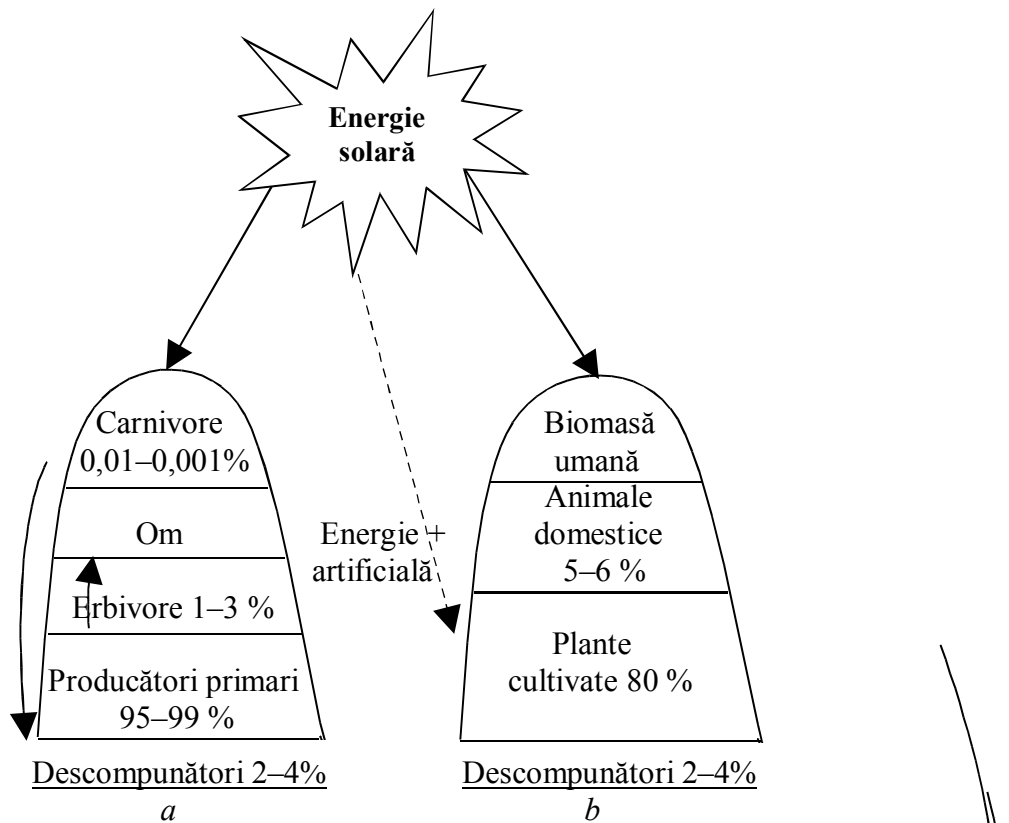 Energie
solară
Carnivore
0,01–0,001%
Om
Erbivore 1–3 %
Producători primari
95–99 %
Descompunători 2–4%
a
Energie +
artificială
Biomasă
umană
Animale
domestice
5–6 %
Plante
cultivate 80 %
Descompunători 2–4%
b